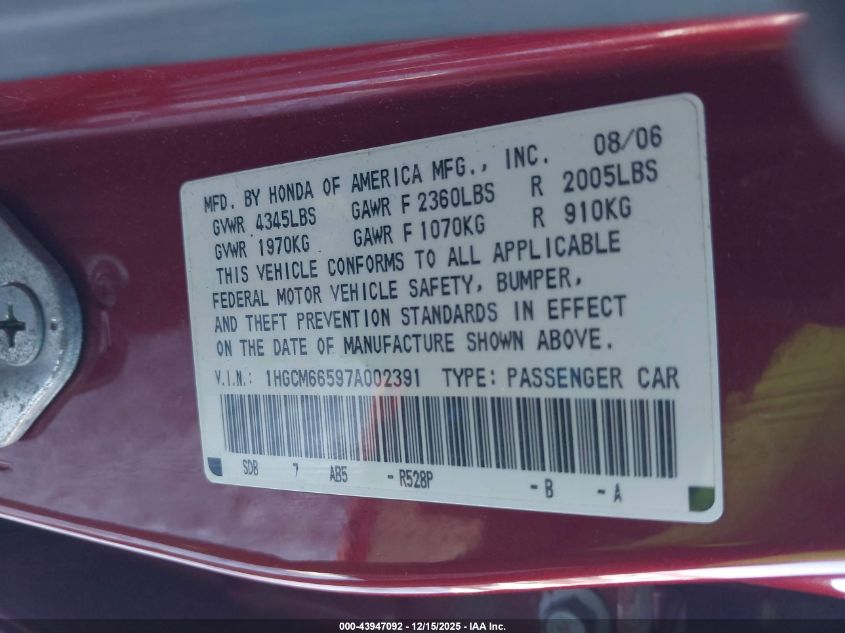 MFD. BY HONDA OF AMERICA MFG., INC. 08/06
GVWR 4345LBS GAWR F 2360LBS R 2005LBS
GVWR 1970KG GAWR F 1070KG R 910KG
THIS VEHICLE CONFORMS TO ALL APPLICABLE
FEDERAL MOTOR VEHICLE SAFETY, BUMPER,
AND THEFT PREVENTION STANDARDS IN EFFECT
ON THE DATE OF MANUFACTURE SHOWN ABOVE.
V.I.N.: 1HGCM66597A002391 TYPE: PASSENGER CAR
SDB 7 AB5 - R528P - B - A
000-43947092 - 12/15/2025 - IAA Inc.